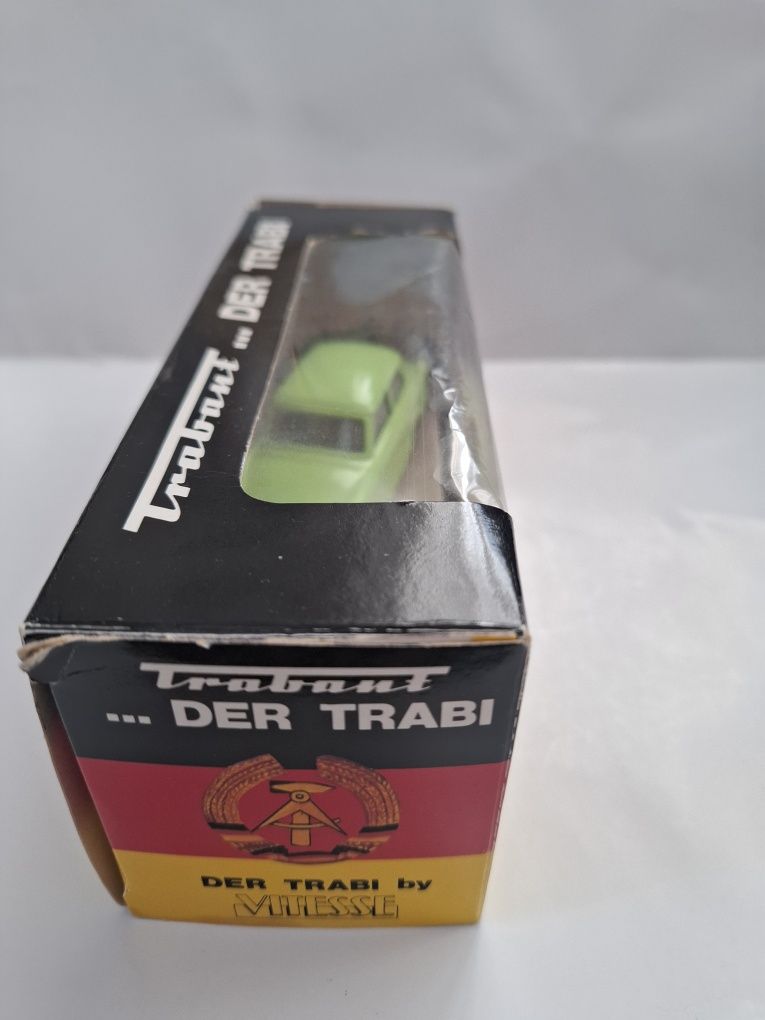 Trabant ... DER TRABI
Trabant
... DER TRABI
DER TRABI by
VITESSE